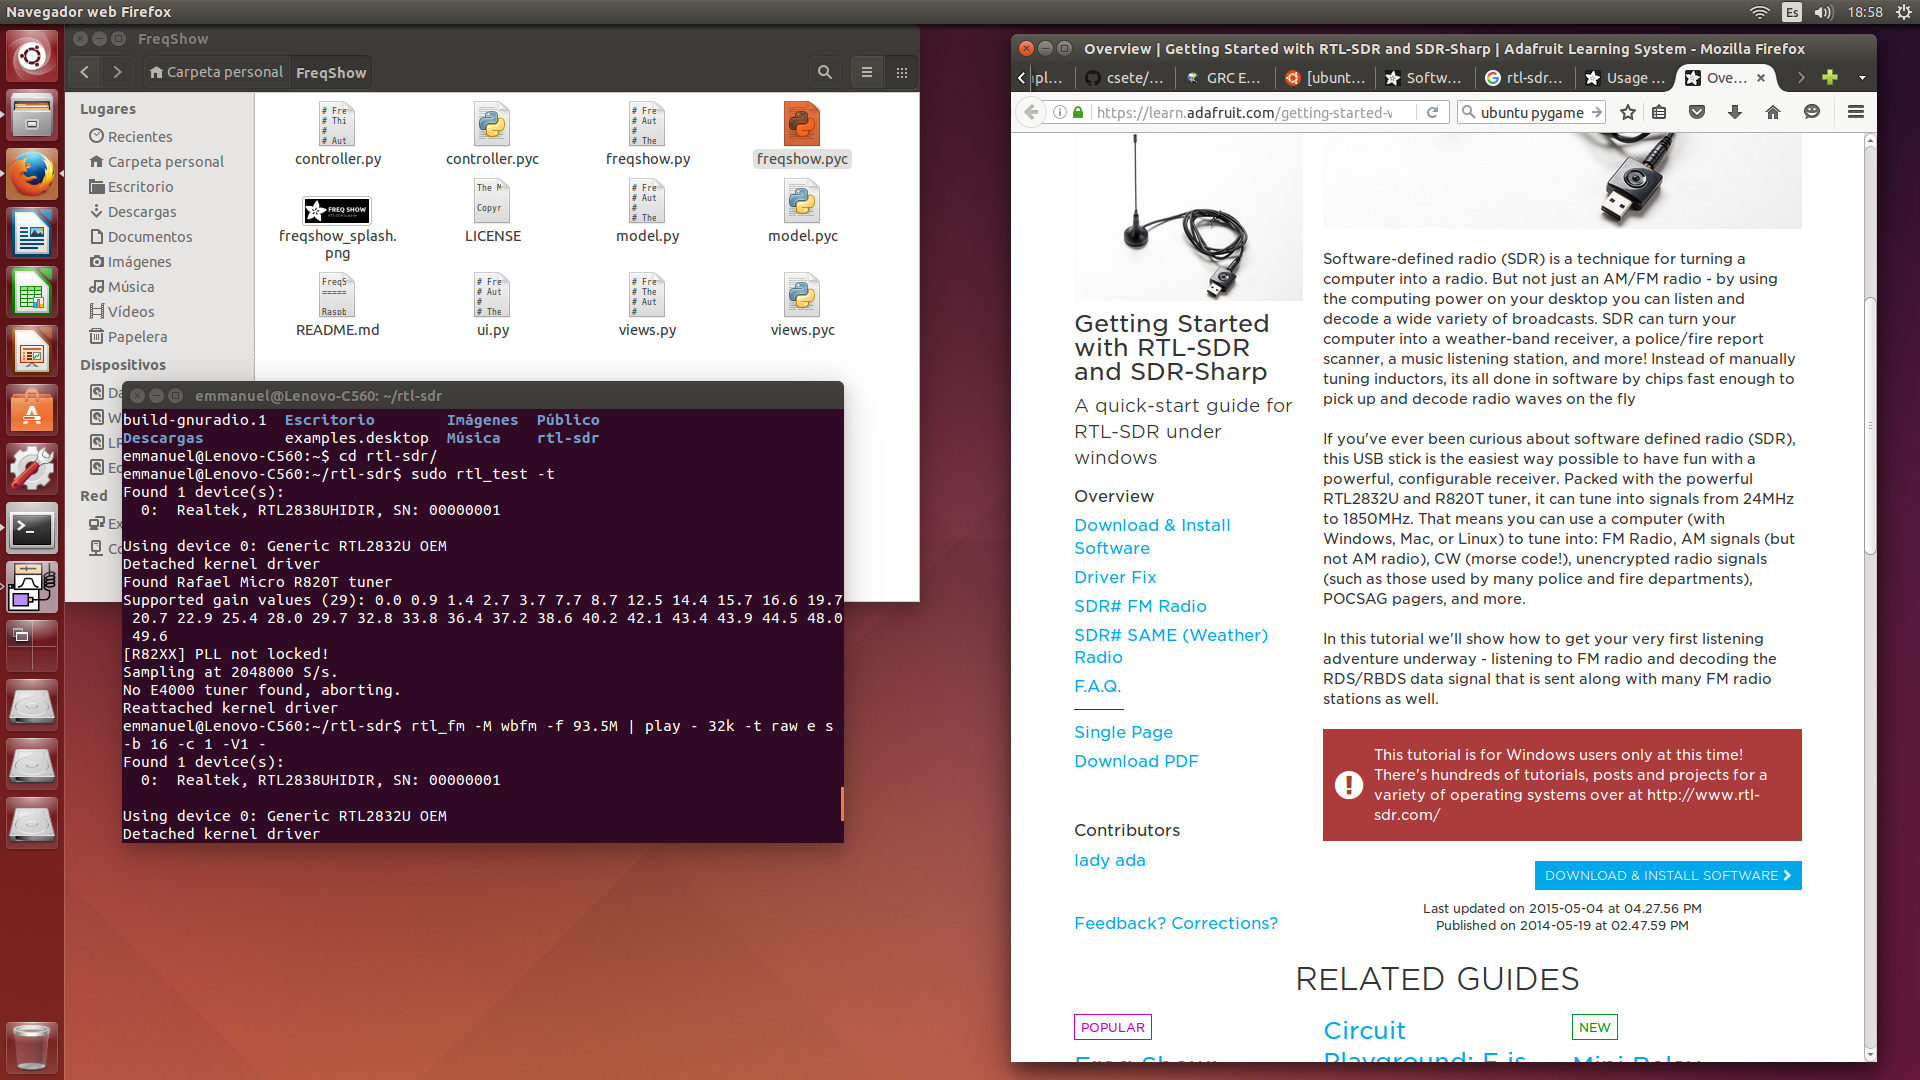 Navegador web Firefox
Es
18:58
FreqShow
Carpeta personal
FreqShow
Lugares
Recientes
Carpeta personal
Escritorio
Descargas
Documentos
Imágenes
Música
Vídeos
Papelera
Dispositivos
Da
W
LR
Ec
Red
Ex
Co
controller.py
controller.pyc
freqshow.py
freqshow.pyc
freqshow_splash.
png
LICENSE
model.py
model.pyc
README.md
ui.py
views.py
views.pyc
emmanuel@Lenovo-C560: ~/rtl-sdr
build-gnuradio.1 Escritorio Imágenes Público
Descargas examples.desktop Música rtl-sdr
emmanuel@Lenovo-C560:~$ cd rtl-sdr/
emmanuel@Lenovo-C560:~/rtl-sdr$ sudo rtl_test -t
Found 1 device(s):
0: Realtek, RTL2838UHIDIR, SN: 00000001
Using device 0: Generic RTL2832U OEM
Detached kernel driver
Found Rafael Micro R820T tuner
Supported gain values (29): 0.0 0.9 1.4 2.7 3.7 7.7 8.7 12.5 14.4 15.7 16.6 19.7
20.7 22.9 25.4 28.0 29.7 32.8 33.8 36.4 37.2 38.6 40.2 42.1 43.4 43.9 44.5 48.0
49.6
[R82XX] PLL not locked!
Sampling at 2048000 S/s.
No E4000 tuner found, aborting.
Reattached kernel driver
emmanuel@Lenovo-C560:~/rtl-sdr$ rtl_fm -M wbfm -f 93.5M | play - 32k -t raw e s
-b 16 -c 1 -V1 -
Found 1 device(s):
0: Realtek, RTL2838UHIDIR, SN: 00000001
Using device 0: Generic RTL2832U OEM
Detached kernel driver
Overview | Getting Started with RTL-SDR and SDR-Sharp | Adafruit Learning System - Mozilla Firefox
pl...
csete/...
GRC E...
[ubunt...
Softw...
rtl-sdr...
Usage ...
Ove...
https://learn.adafruit.com/getting-started-v
ubuntu pygame
Getting Started
with RTL-SDR
and SDR-Sharp
A quick-start guide for
RTL-SDR under
windows
Overview
Download & Install
Software
Driver Fix
SDR# FM Radio
SDR# SAME (Weather)
Radio
F.A.Q.
Single Page
Download PDF
Contributors
lady ada
Feedback? Corrections?
Software-defined radio (SDR) is a technique for turning a
computer into a radio. But not just an AM/FM radio - by using
the computing power on your desktop you can listen and
decode a wide variety of broadcasts. SDR can turn your
computer into a weather-band receiver, a police/fire report
scanner, a music listening station, and more! Instead of manually
tuning inductors, its all done in software by chips fast enough to
pick up and decode radio waves on the fly
If you've ever been curious about software defined radio (SDR),
this USB stick is the easiest way possible to have fun with a
powerful, configurable receiver. Packed with the powerful
RTL2832U and R820T tuner, it can tune into signals from 24MHz
to 1850MHz. That means you can use a computer (with
Windows, Mac, or Linux) to tune into: FM Radio, AM signals (but
not AM radio), CW (morse code!), unencrypted radio signals
(such as those used by many police and fire departments),
POCSAG pagers, and more.
In this tutorial we'll show how to get your very first listening
adventure underway - listening to FM radio and decoding the
RDS/RBDS data signal that is sent along with many FM radio
stations as well.
This tutorial is for Windows users only at this time!
There's hundreds of tutorials, posts and projects for a
variety of operating systems over at http://www.rtl-
sdr.com/
DOWNLOAD & INSTALL SOFTWARE
Last updated on 2015-05-04 at 04.27.56 PM
Published on 2014-05-19 at 02.47.59 PM
RELATED GUIDES
POPULAR
Circuit
Playground: F is
NEW